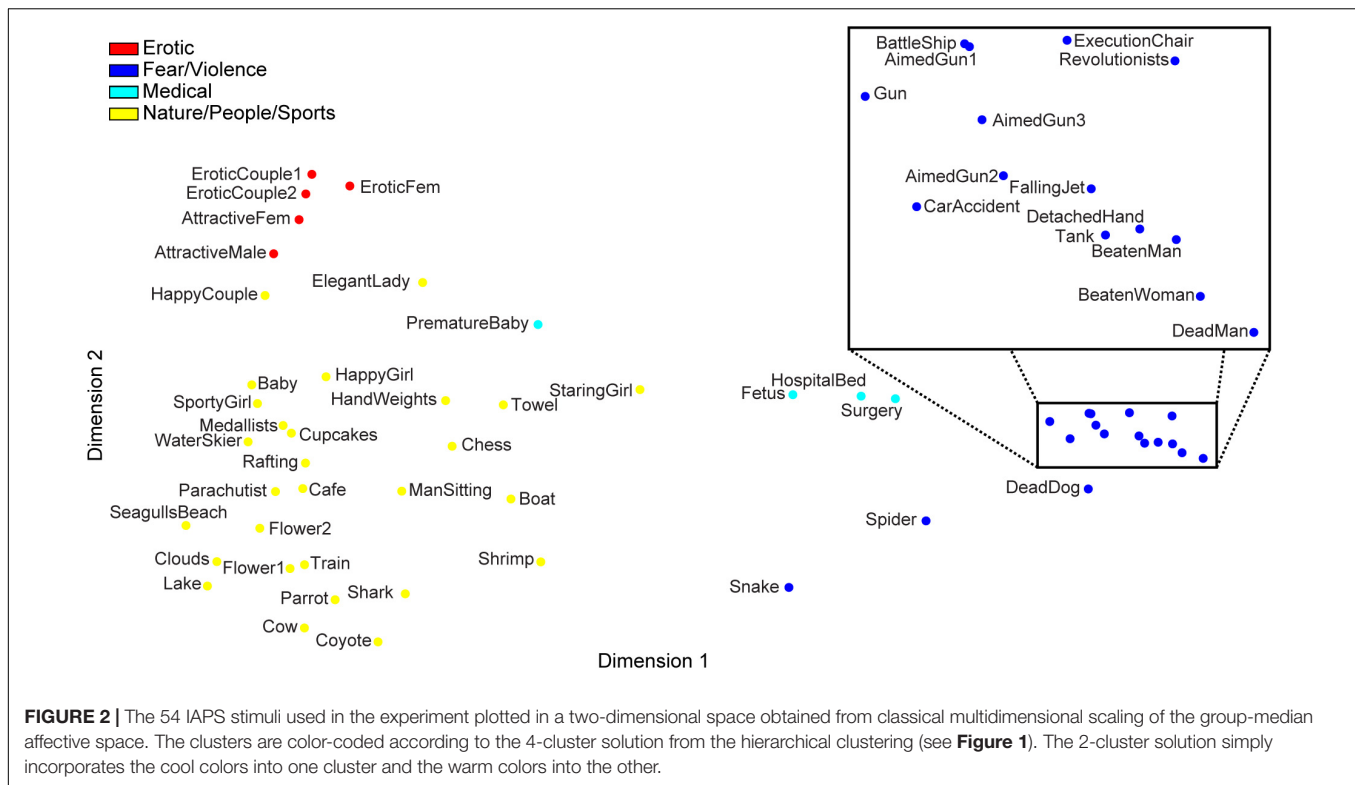 Erotic
Fear/Violence
Medical
Nature/People/Sports
BattleShip
AimedGun1
ExecutionChair
Revolutionists
Gun
AimedGun3
AimedGun2
FallingJet
CarAccident
DetachedHand
Tank
BeatenMan
BeatenWoman
DeadMan
EroticCouple1
EroticCouple2
EroticFem
AttractiveFem
AttractiveMale
HappyCouple
ElegantLady
PrematureBaby
Baby
HappyGirl
SportyGirl
HandWeights
Towel
StaringGirl
Fetus
HospitalBed
Surgery
Medallists
WaterSkier
Cupcakes
Chess
Rafting
Parachutist
Cafe
ManSitting
Boat
DeadDog
SeagullsBeach
Flower2
Spider
Clouds
Flower1
Train
Shrimp
Lake
Parrot
Shark
Snake
Cow
Coyote
Dimension 2
Dimension 1
FIGURE 2 | The 54 IAPS stimuli used in the experiment plotted in a two-dimensional space obtained from classical multidimensional scaling of the group-median
affective space. The clusters are color-coded according to the 4-cluster solution from the hierarchical clustering (see Figure 1). The 2-cluster solution simply
incorporates the cool colors into one cluster and the warm colors into the other.